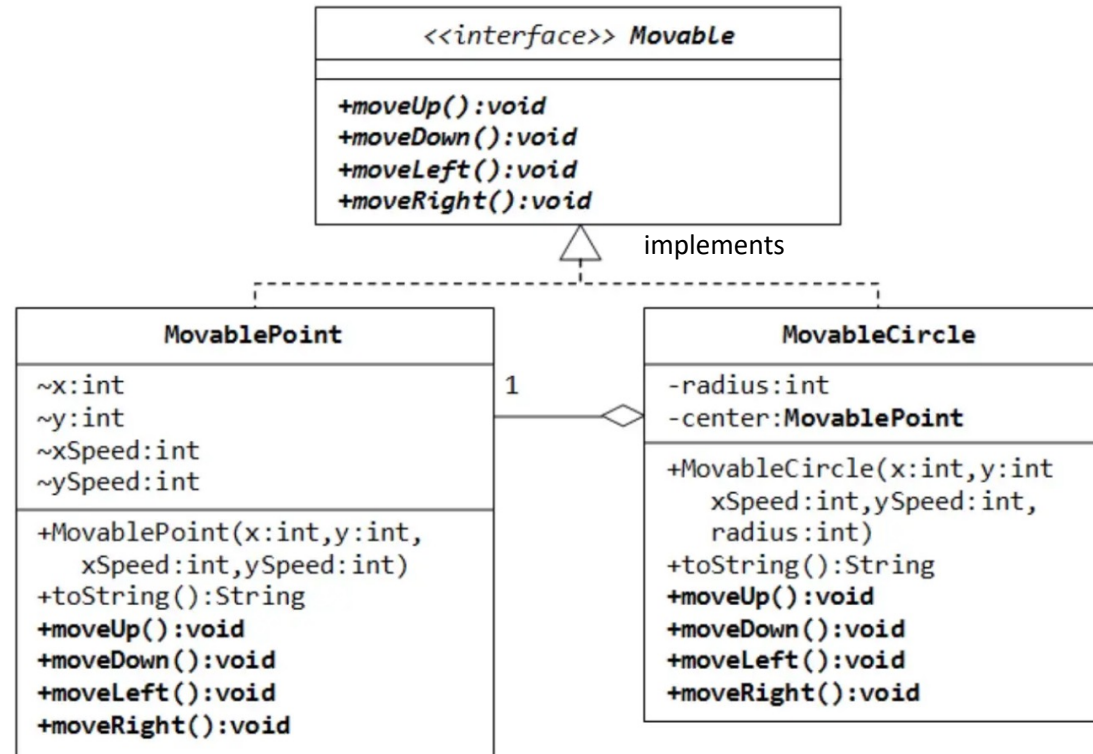 <<interface>> Movable
+moveUp():void
+moveDown():void
+moveLeft():void
+moveRight():void
implements
MovablePoint
~x:int
~y:int
~xSpeed:int
~ySpeed:int
+MovablePoint(x:int,y:int,
xSpeed:int,ySpeed:int)
+toString():String
+moveUp():void
+moveDown():void
+moveLeft():void
+moveRight():void
1
MovableCircle
-radius:int
-center:MovablePoint
+MovableCircle(x:int,y:int
xSpeed:int,ySpeed:int,
radius:int)
+toString():String
+moveUp():void
+moveDown():void
+moveLeft():void
+moveRight():void